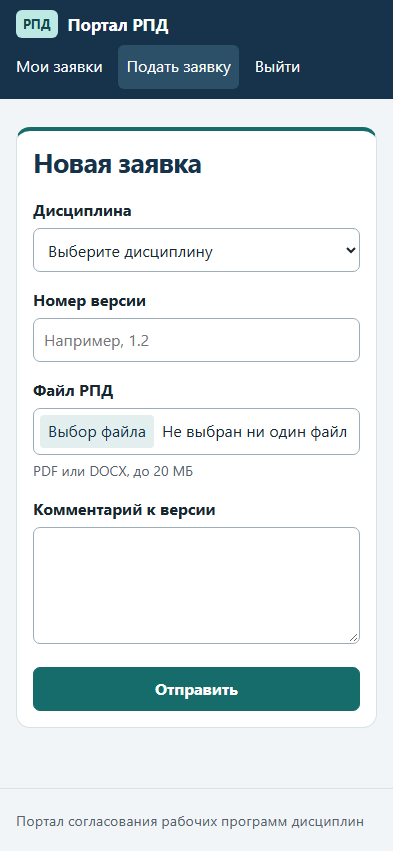 РПД Портал РПД
Мои заявки Подать заявку Выйти
Новая заявка
Дисциплина
Выберите дисциплину
Номер версии
Например, 1.2
Файл РПД
Выбор файла Не выбран ни один файл
PDF или DOCX, до 20 МБ
Комментарий к версии
Отправить
Портал согласования рабочих программ дисциплин